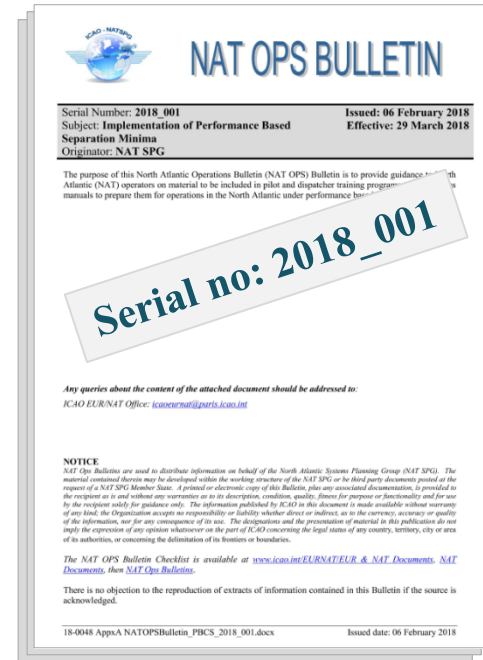 ICAO - NATSPG
NAT OPS BULLETIN
Serial Number: 2018_001 Issued: 06 February 2018
Subject: Implementation of Performance Based Effective: 29 March 2018
Separation Minima
Originator: NAT SPG
The purpose of this North Atlantic Operations Bulletin (NAT OPS) Bulletin is to provide guidance to
Atlantic (NAT) operators on material to be included in pilot and dispatcher training
manuals to prepare them for operations in the North Atlantic under performance
Serial no: 2018_001
Any queries about the content of the attached document should be addressed to:
ICAO EUR/NAT Office: icaoeurnat@paris.icao.int
NOTICE
NAT Ops Bulletins are used to distribute information on behalf of the North Atlantic Systems Planning Group (NAT SPG). The
material contained therein may be developed within the working structure of the NAT SPG or be third party documents posted at the
request of a NAT SPG Member State. A printed or electronic copy of this Bulletin, plus any associated documentation, is provided to
the recipient as is and without any warranties as to its description, condition, quality, fitness for purpose or functionality and for use
by the recipient solely for guidance only. The information published by ICAO in this document is made available without warranty
of any kind; the Organization accepts no responsibility or liability whether direct or indirect, as to the currency, accuracy or quality
of the information, nor for any consequence of its use. The designations and the presentation of material in this publication do not
imply the expression of any opinion whatsoever on the part of ICAO concerning the legal status of any country, territory, city or area
of its authorities, or concerning the delimitation of its frontiers or boundaries.
The NAT OPS Bulletin Checklist is available at www.icao.int/EURNAT/EUR & NAT Documents, NAT
Documents, then NAT Ops Bulletins.
There is no objection to the reproduction of extracts of information contained in this Bulletin if the source is
acknowledged.
18-0048 AppxA NATOPSBulletin_PBCS_2018_001.docx Issued date: 06 February 2018